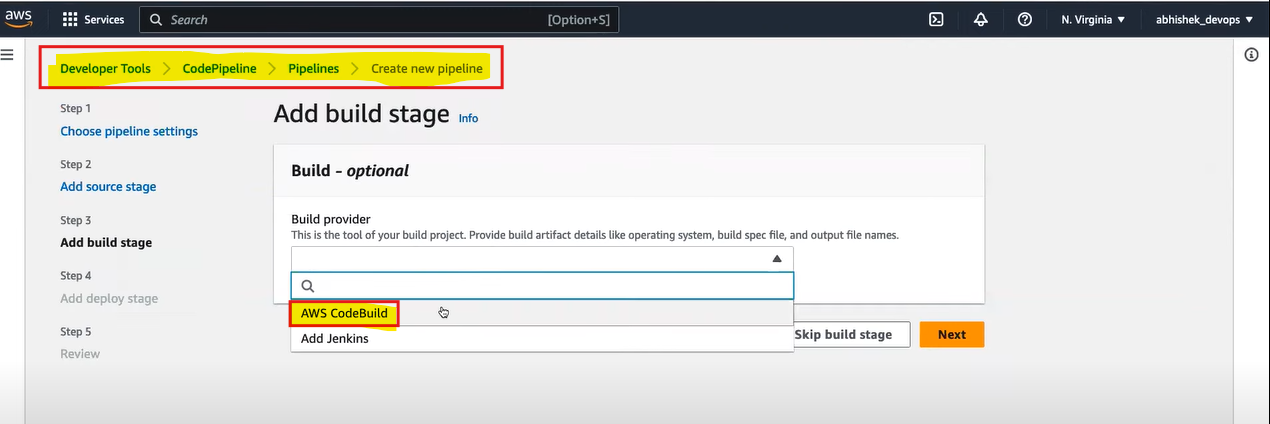 aws
Services
Search
[Option+S]
N. Virginia
abhishek_devops
Developer Tools
CodePipeline
Pipelines
Create new pipeline
Step 1
Choose pipeline settings
Step 2
Add source stage
Step 3
Add build stage
Step 4
Add deploy stage
Step 5
Review
Add build stage
Info
Build - optional
Build provider
This is the tool of your build project. Provide build artifact details like operating system, build spec file, and output file names.
AWS CodeBuild
Add Jenkins
Skip build stage
Next